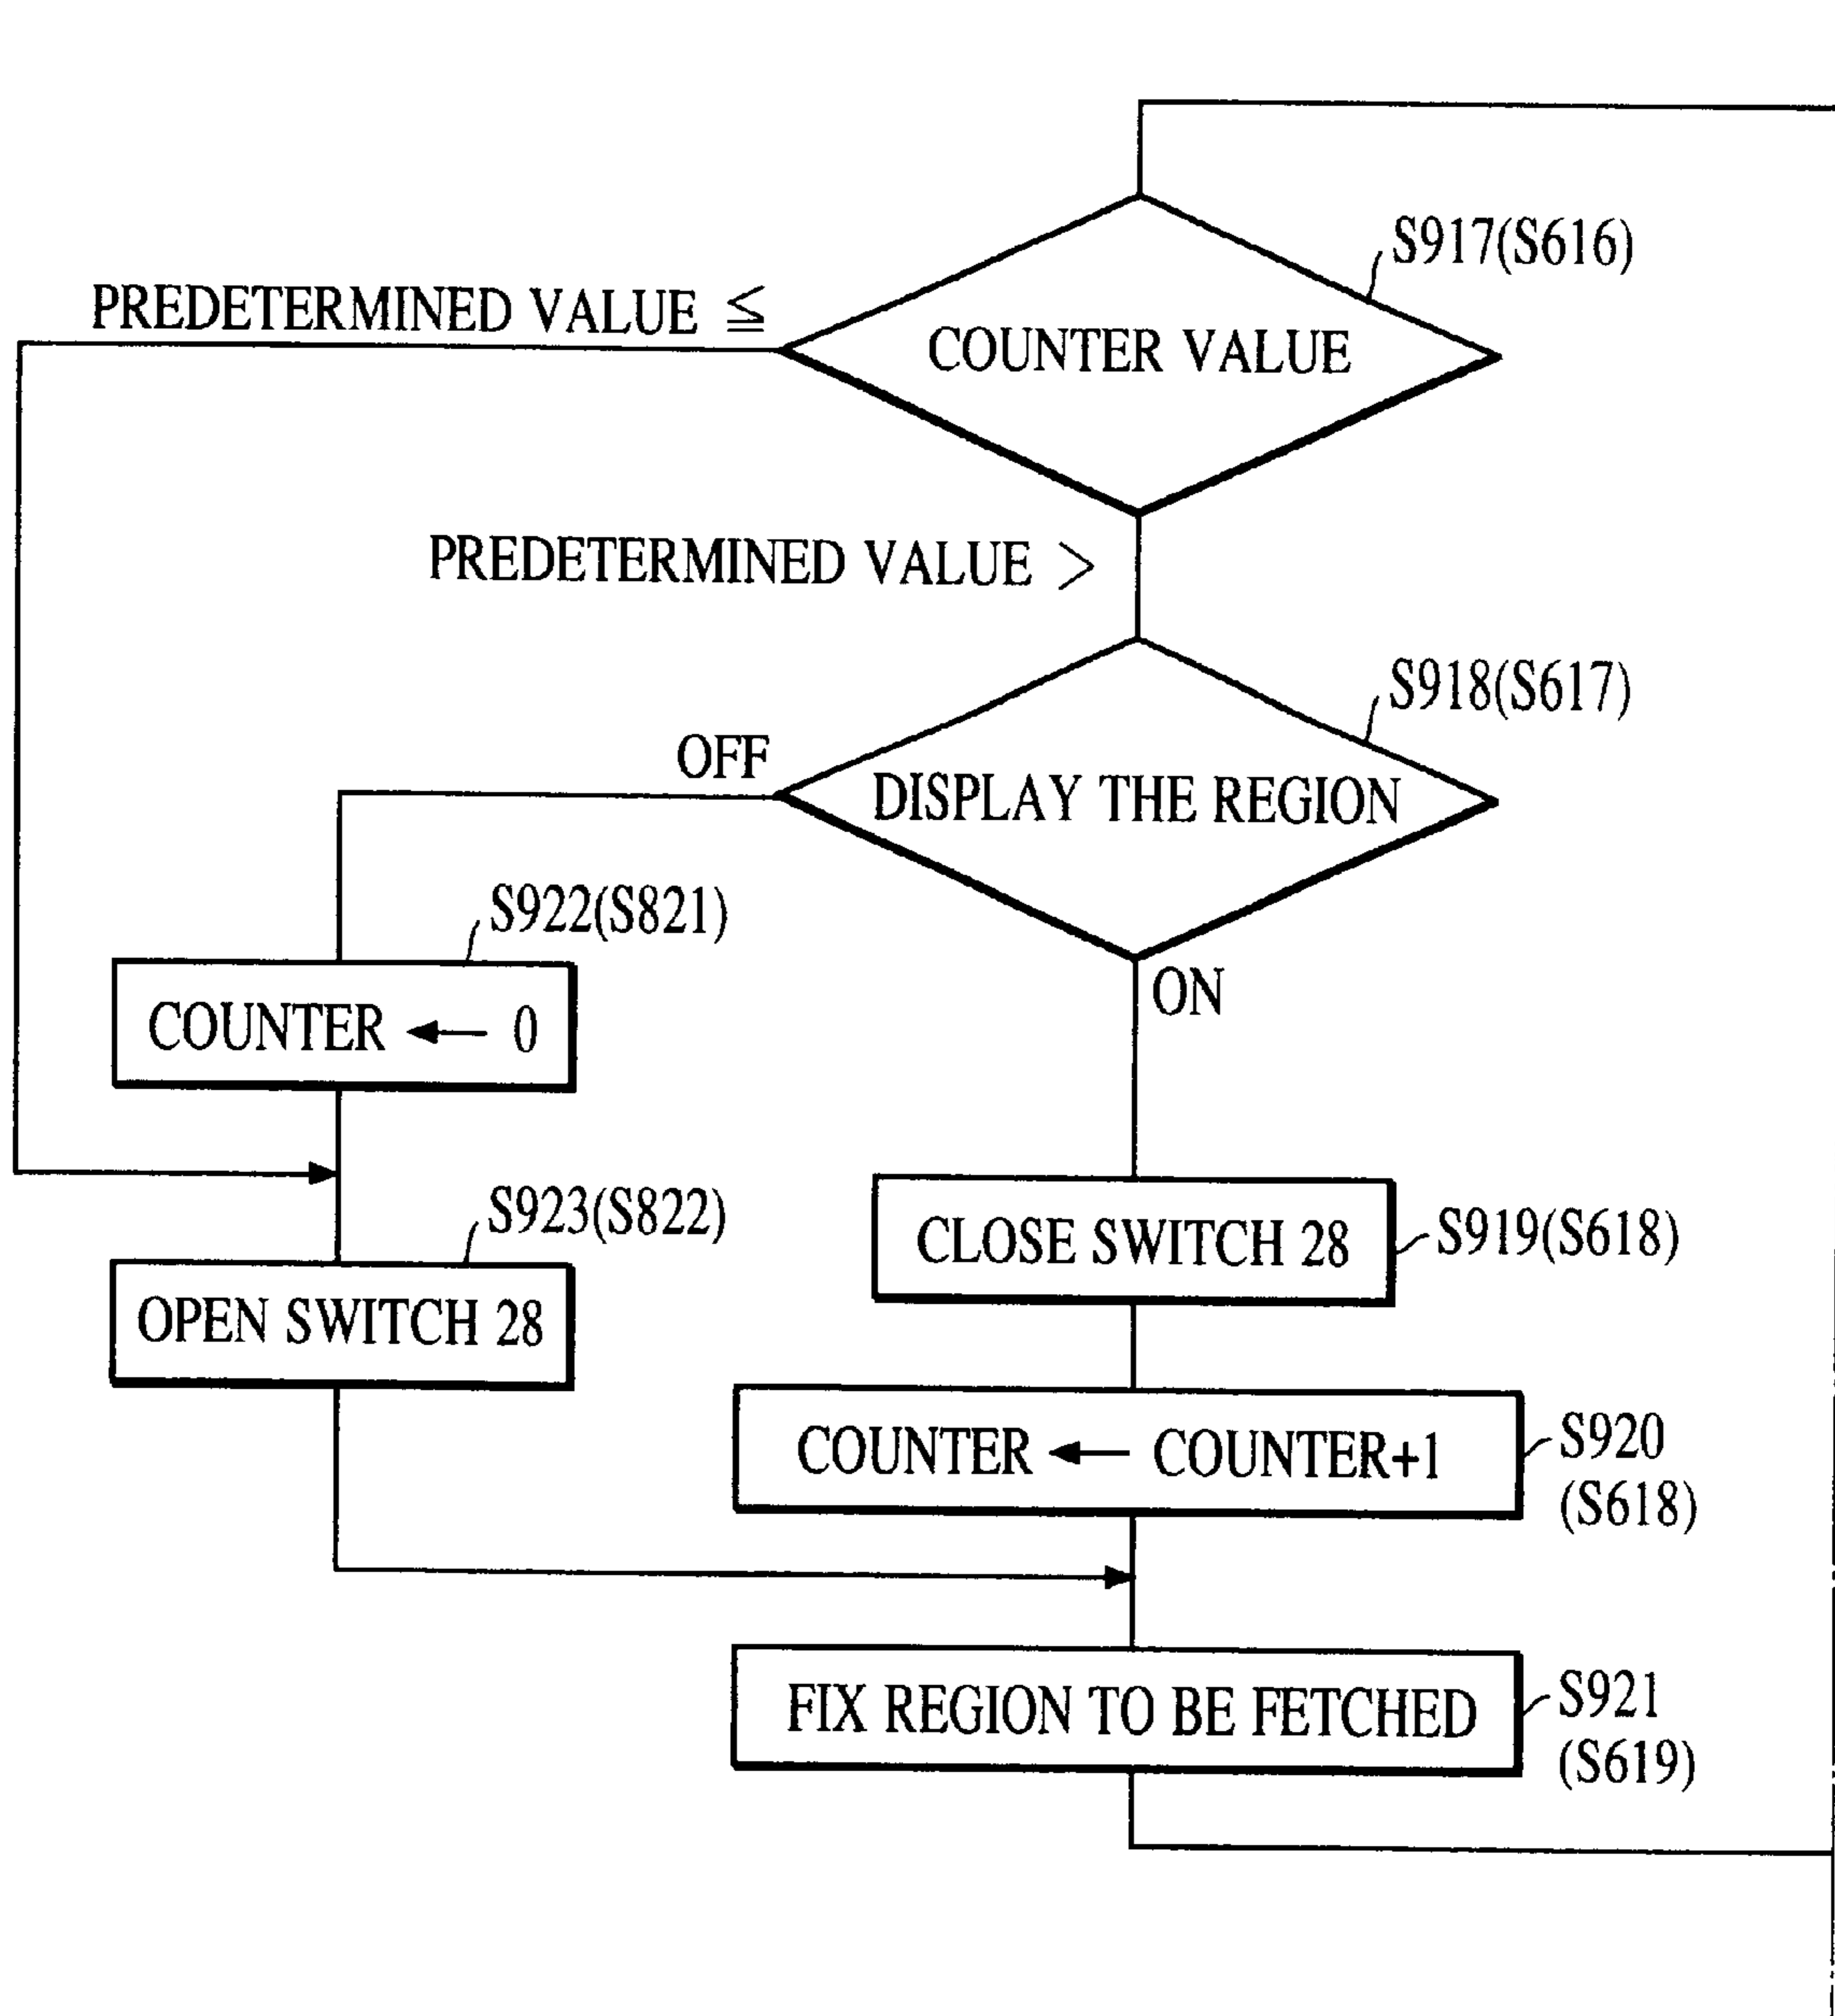 S917(S616)
PREDETERMINED VALUE ≦
COUNTER VALUE
PREDETERMINED VALUE >
S918(S617)
OFF
DISPLAY THE REGION
S922(S821)
ON
COUNTER ← 0
S923(S822)
CLOSE SWITCH 28
S919(S618)
OPEN SWITCH 28
COUNTER ← COUNTER+1
S920
(S618)
FIX REGION TO BE FETCHED
S921
(S619)